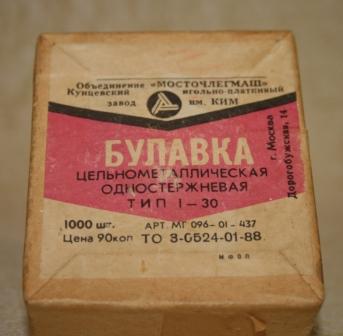 Объединение «МОСТОЧЛЕГМАШ»
Кунцевский игольно-платинный
завод им. КИМ
БУЛАВКА
ЦЕЛЬНОМЕТАЛЛИЧЕСКАЯ
ОДНОСТЕРЖНЕВАЯ
ТИП I—30
г. Москва
Дорогобужская, 14
1000 шт. АРТ. МГ 096-01-437
Цена 90коп ТО 3-0524-01-88